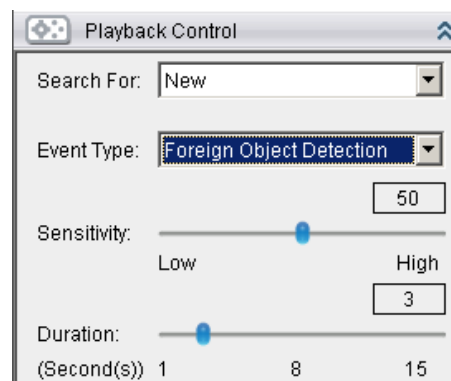 Playback Control
Search For: New
Event Type: Foreign Object Detection
50
Sensitivity:
Low High
3
Duration:
(Second(s)) 1 8 15